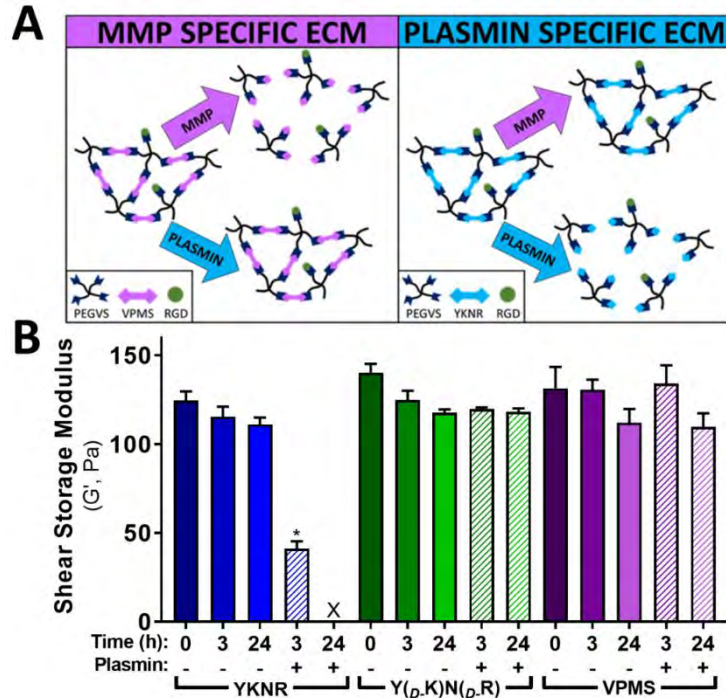 A
MMP SPECIFIC ECM
PLASMIN SPECIFIC ECM
MMP
PLASMIN
PEGVS VPMS RGD
MMP
PLASMIN
PEGVS YKNR RGD
B
Shear Storage Modulus
(G', Pa)
150
100
50
0
*
X
Time (h): 0 3 24 3 24 0 3 24 3 24 0 3 24 3 24
Plasmin: - - - + + - - - + + - - - + +
YKNR Y(D-K)N(D-R) VPMS